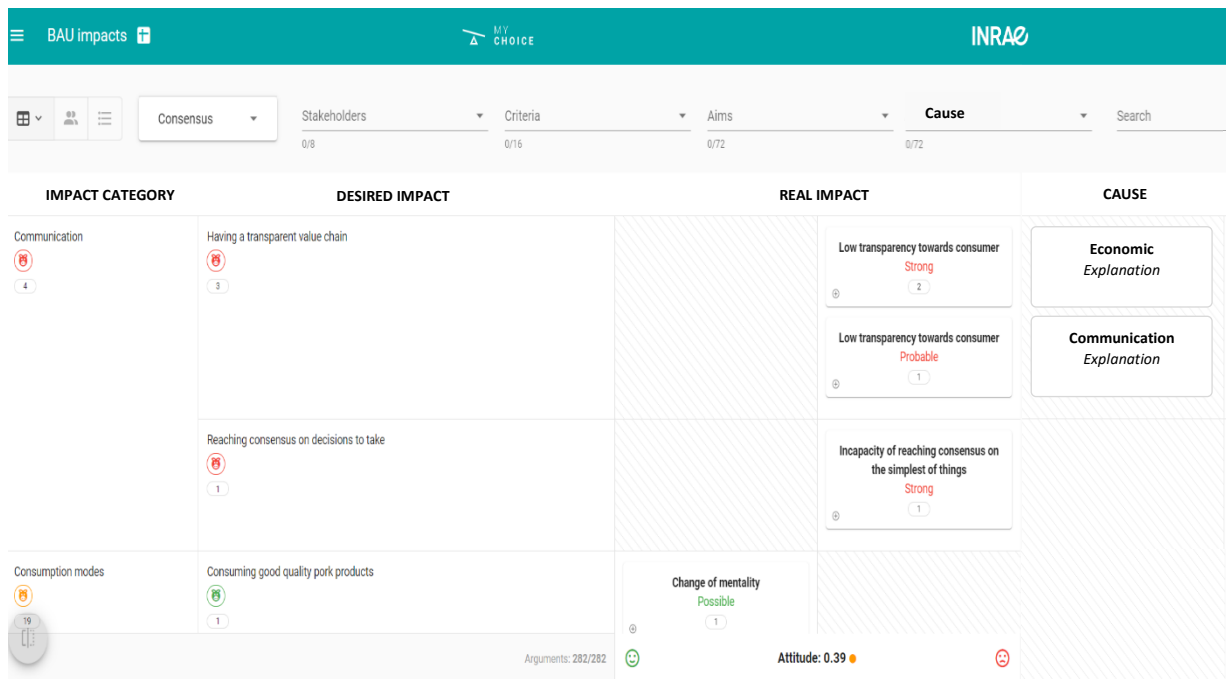 BAU impacts
MY
CHOICE
INRAE
Consensus
Stakeholders
0/8
Criteria
0/16
Aims
0/72
Cause
0/72
Search
IMPACT CATEGORY
DESIRED IMPACT
REAL IMPACT
CAUSE
Communication
4
Having a transparent value chain
3
Low transparency towards consumer
Strong
2
Economic
Explanation
Low transparency towards consumer
Probable
1
Communication
Explanation
Reaching consensus on decisions to take
1
Incapacity of reaching consensus on
the simplest of things
Strong
1
Consumption modes
19
Consuming good quality pork products
1
Change of mentality
Possible
1
Arguments: 282/282
Attitude: 0.39